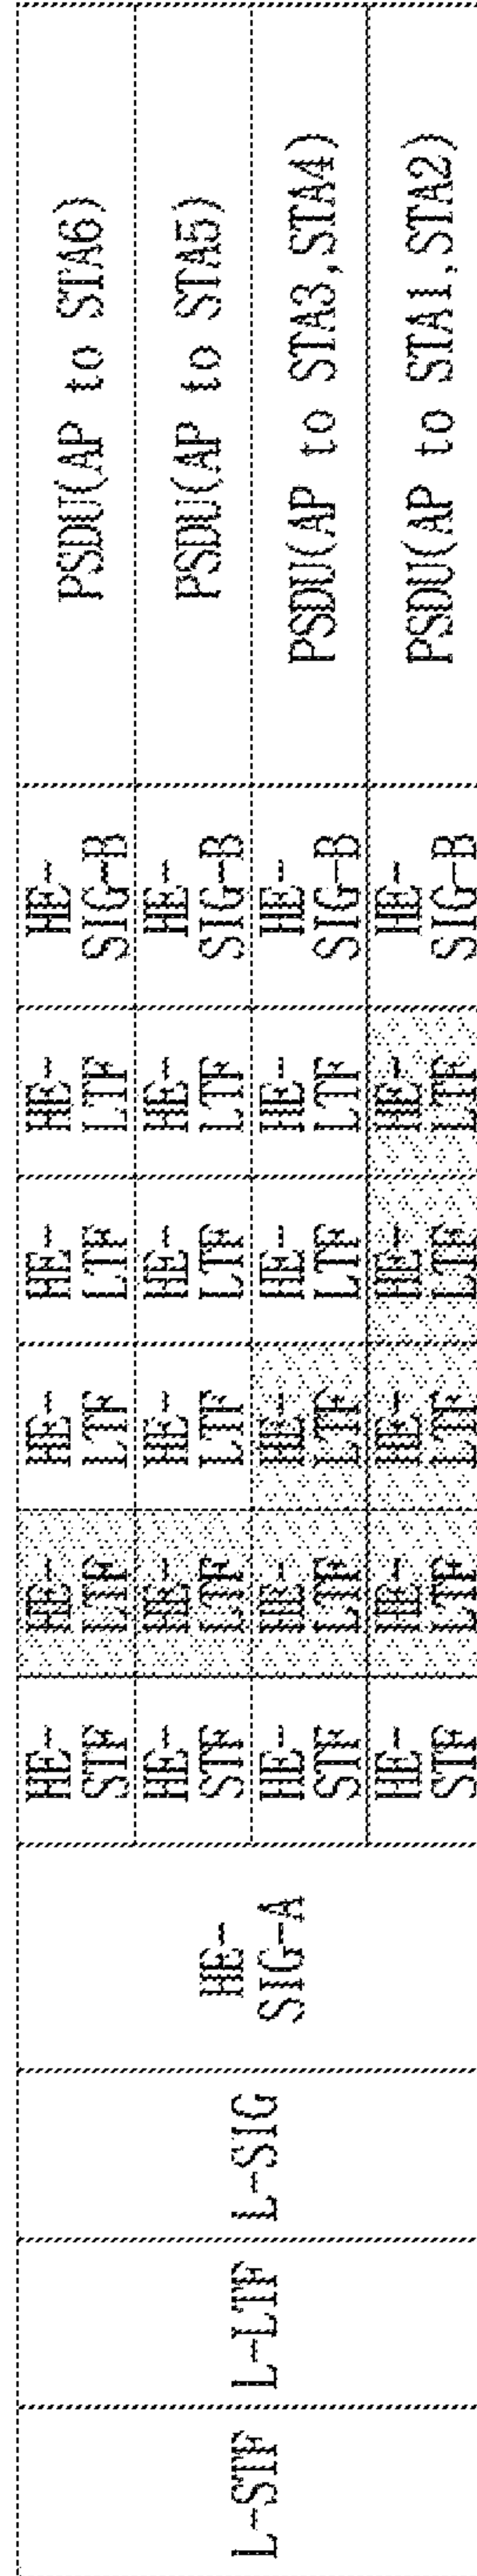 L-STF
L-LTF
L-SIG
HE-
SIG-A
HE-
STF
HE-
LTF
HE-
LTF
HE-
LTF
HE-
LTF
HE-
SIG-B
PSDU(AP to STA6)
HE-
STF
HE-
LTF
HE-
LTF
HE-
LTF
HE-
LTF
HE-
SIG-B
PSDU(AP to STA5)
HE-
STF
HE-
LTF
HE-
LTF
HE-
LTF
HE-
LTF
HE-
SIG-B
PSDU(AP to STA3,STA4)
HE-
STF
HE-
LTF
HE-
LTF
HE-
LTF
HE-
LTF
HE-
SIG-B
PSDU(AP to STA1,STA2)